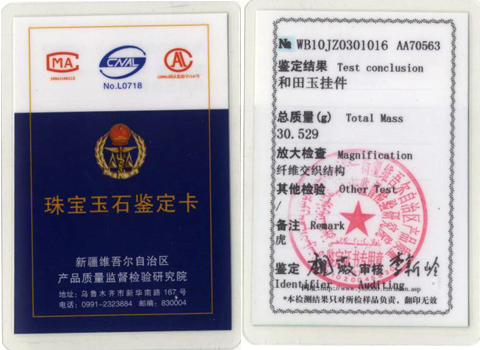 CMA
CNAL
CAL
No.L0718
珠宝玉石鉴定卡
新疆维吾尔自治区
产品质量监督检验研究院
地址：乌鲁木齐市新华南路167号
电话：0991-2323884 邮编：830004
№ WB10JZ0301016 AA70563
鉴定结果 Test conclusion
和田玉挂件
总质量(g) Total Mass
30.529
放大检查 Magnification
纤维交织结构
其他检验 Other Test
/
备注 Remark
虎
鉴定 审核
Identifier Auditing
*本检测结果只对所检样品负责，翻印无效